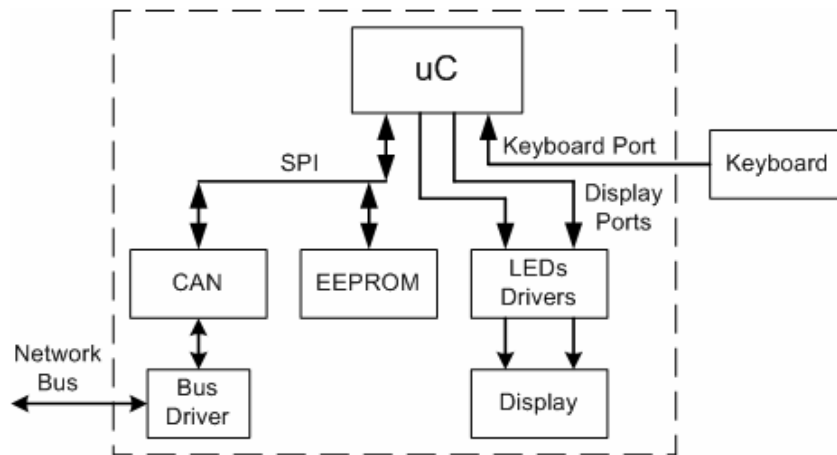 uC
SPI
Keyboard Port
Keyboard
Display
Ports
CAN
EEPROM
LEDs
Drivers
Network
Bus
Bus
Driver
Display